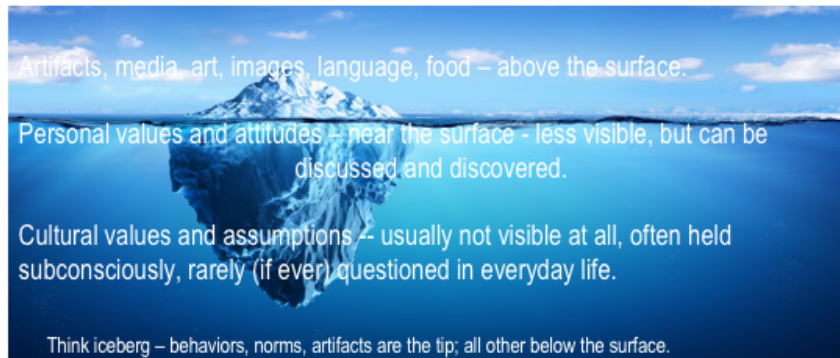 Artifacts, media, art, images, language, food – above the surface.
Personal values and attitudes – near the surface - less visible, but can be
discussed and discovered.
Cultural values and assumptions -- usually not visible at all, often held
subconsciously, rarely (if ever) questioned in everyday life.
Think iceberg – behaviors, norms, artifacts are the tip; all other below the surface.